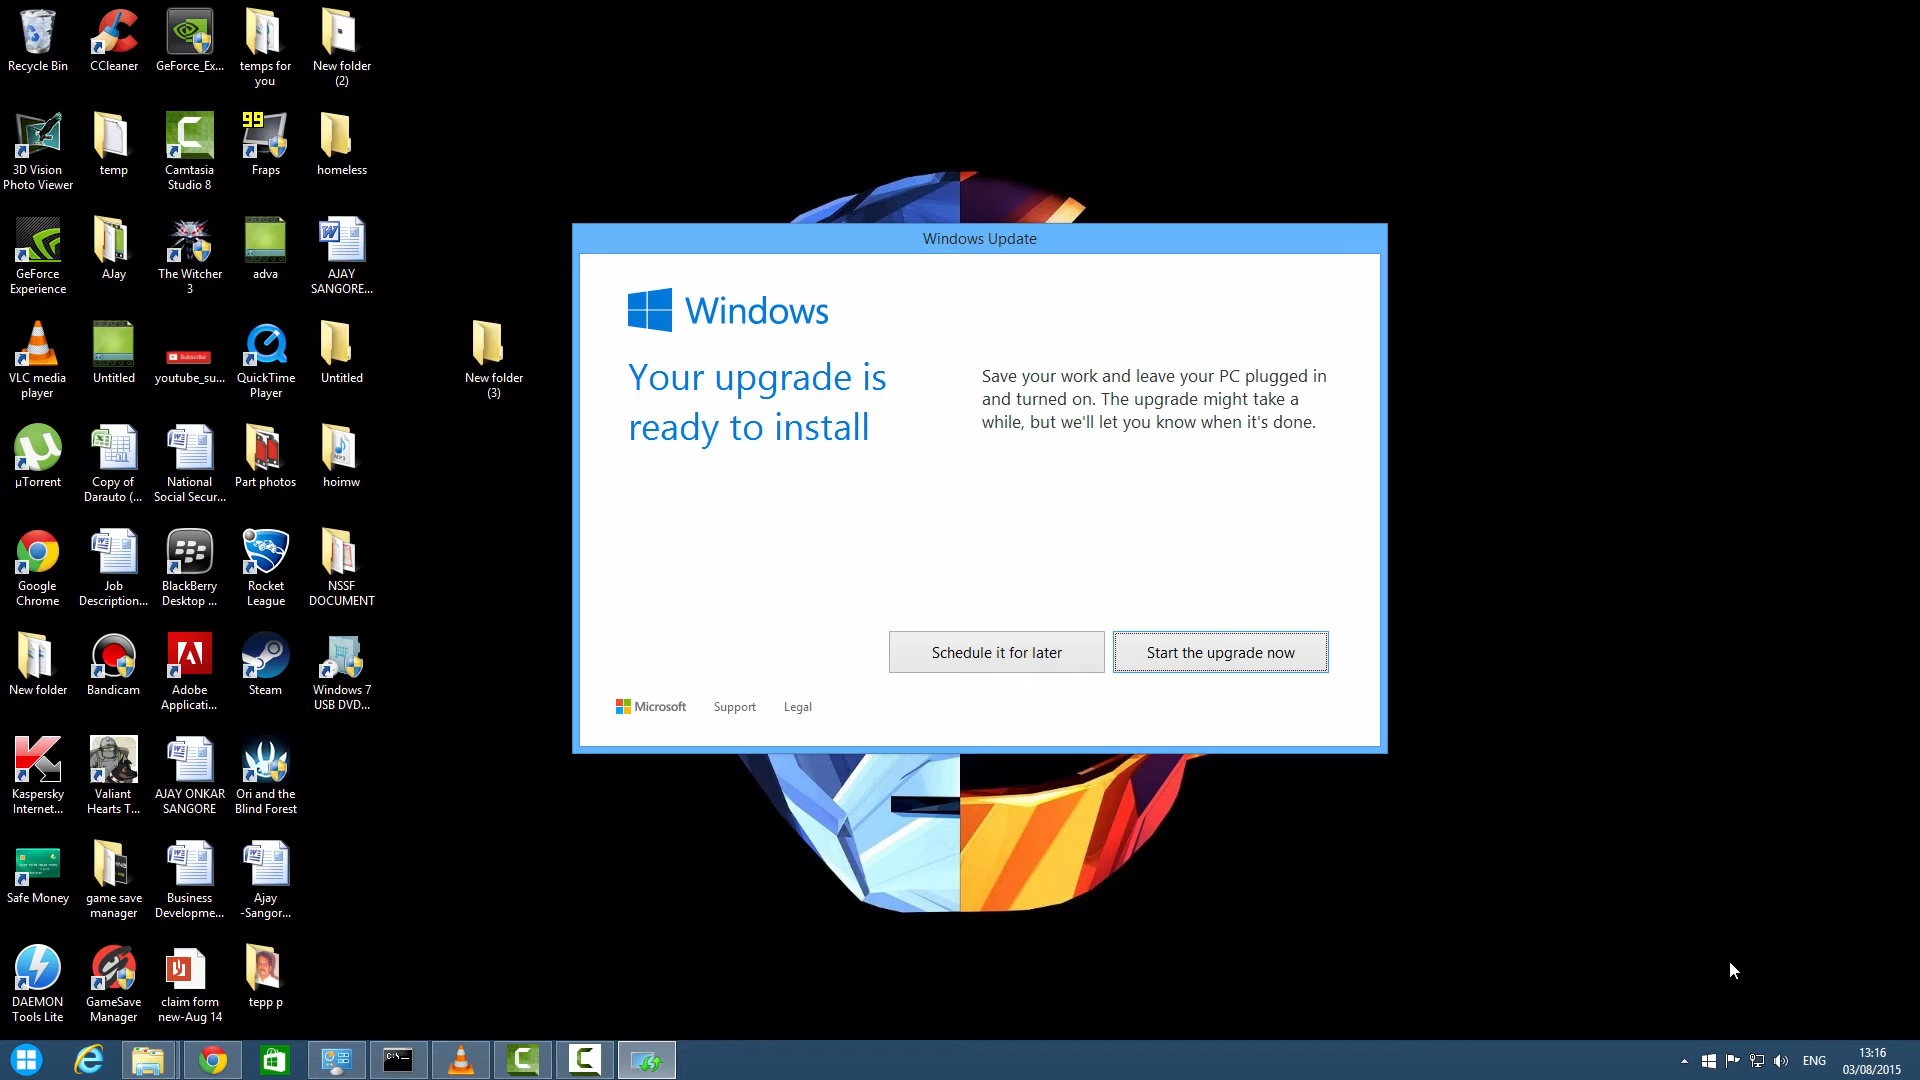 Recycle Bin
CCleaner
GeForce_Ex...
temps for
you
New folder
(2)
3D Vision
Photo Viewer
temp
Camtasia
Studio 8
99
Fraps
homeless
GeForce
Experience
AJay
The Witcher
3
adva
AJAY
SANGORE...
VLC media
player
Untitled
Subscribe
youtube_su...
QuickTime
Player
Untitled
New folder
(3)
µTorrent
Copy of
Darauto (...
National
Social Secur...
Part photos
hoimw
Google
Chrome
Job
Description...
BlackBerry
Desktop ...
Rocket
League
NSSF
DOCUMENT
New folder
Bandicam
Adobe
Applicati...
Steam
Windows 7
USB DVD...
Kaspersky
Internet...
Valiant
Hearts T...
AJAY ONKAR
SANGORE
Ori and the
Blind Forest
Safe Money
game save
manager
Business
Developme...
Ajay
-Sangor...
DAEMON
Tools Lite
GameSave
Manager
claim form
new-Aug 14
tepp p
Windows Update
Windows
Your upgrade is
ready to install
Save your work and leave your PC plugged in
and turned on. The upgrade might take a
while, but we'll let you know when it's done.
Schedule it for later
Start the upgrade now
Microsoft
Support
Legal
ENG
13:16
03/08/2015